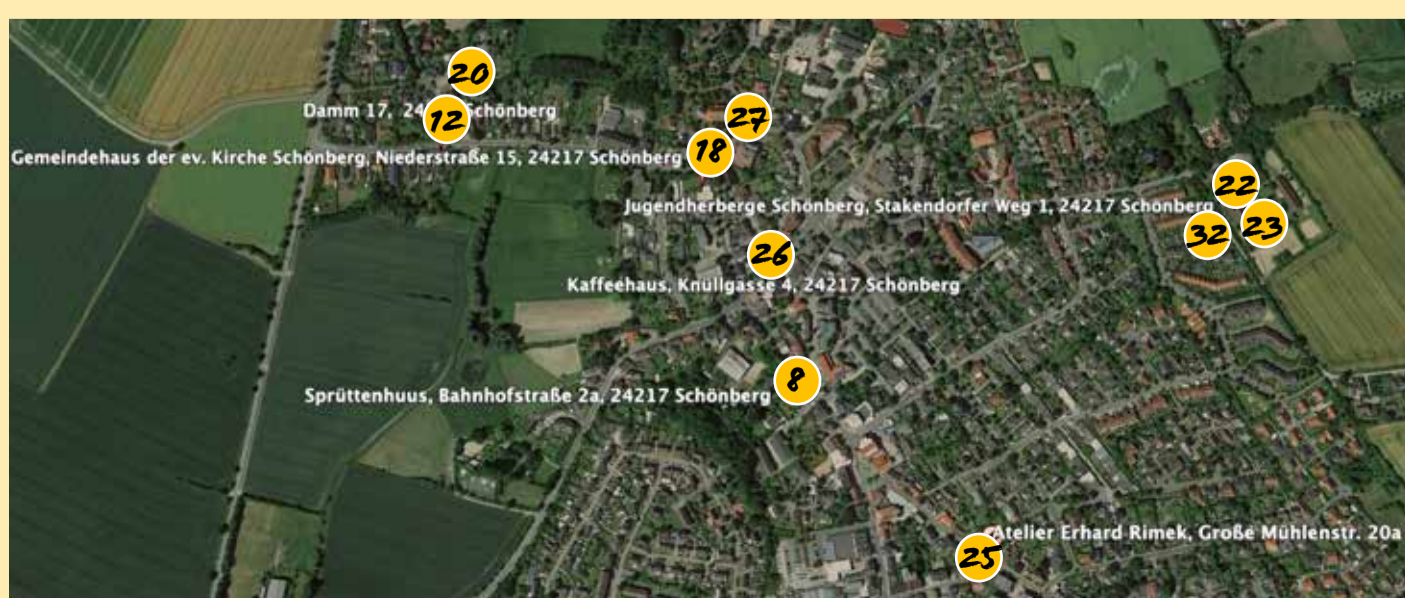 20
Damm 17, 24 Schönberg
12
27
Gemeindehaus der ev. Kirche Schönberg, Niederstraße 15, 24217 Schönberg
18
22
Jugendherberge Schönberg, Stakendorfer Weg 1, 24217 Schönberg
32
23
26
Kaffeehaus, Knüllgasse 4, 24217 Schönberg
8
Sprüttenhuus, Bahnhofstraße 2a, 24217 Schönberg
Atelier Erhard Rimek, Große Mühlenstr. 20a
25